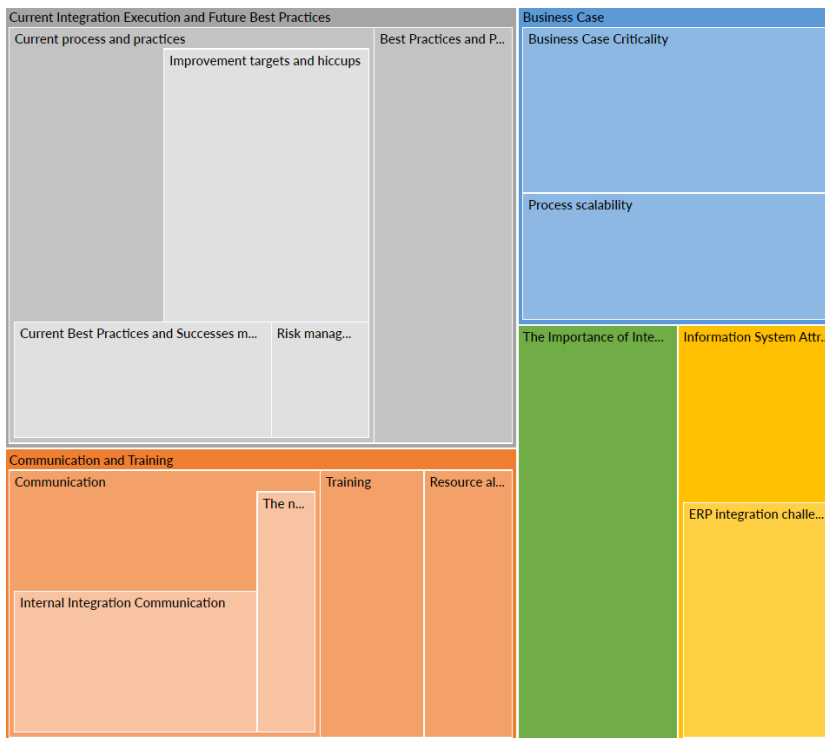 Current Integration Execution and Future Best Practices
Current process and practices
Improvement targets and hiccups
Current Best Practices and Successes m...
Risk manag...
Best Practices and P...
Business Case
Business Case Criticality
Process scalability
Communication and Training
Communication
The n...
Internal Integration Communication
Training
Resource al...
The Importance of Inte...
Information System Attr...
ERP integration challe...